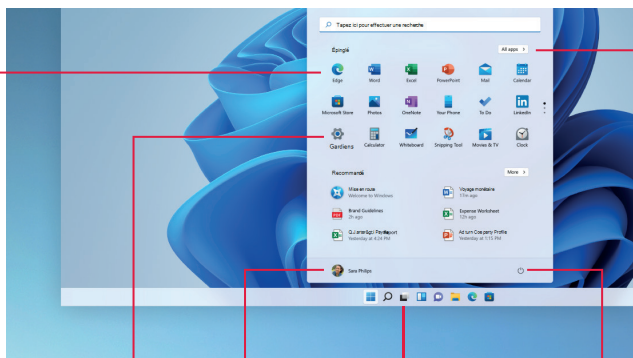 Tapez ici pour effectuer une recherche
Épinglé
All apps >
Edge
Word
Excel
PowerPoint
Mail
Calendar
Microsoft Store
Photos
OneNote
Your Phone
To Do
LinkedIn
Gardiens
Calculator
Whiteboard
Snipping Tool
Movies & TV
Clock
Recommandé
More >
Mise en route
Welcome to Windows
Voyage monétaire
17m ago
Brand Guidelines
2h ago
Expense Worksheet
12h ago
Yesterday at 4:24 PM
Yesterday at 1:15 PM
Sara Philips